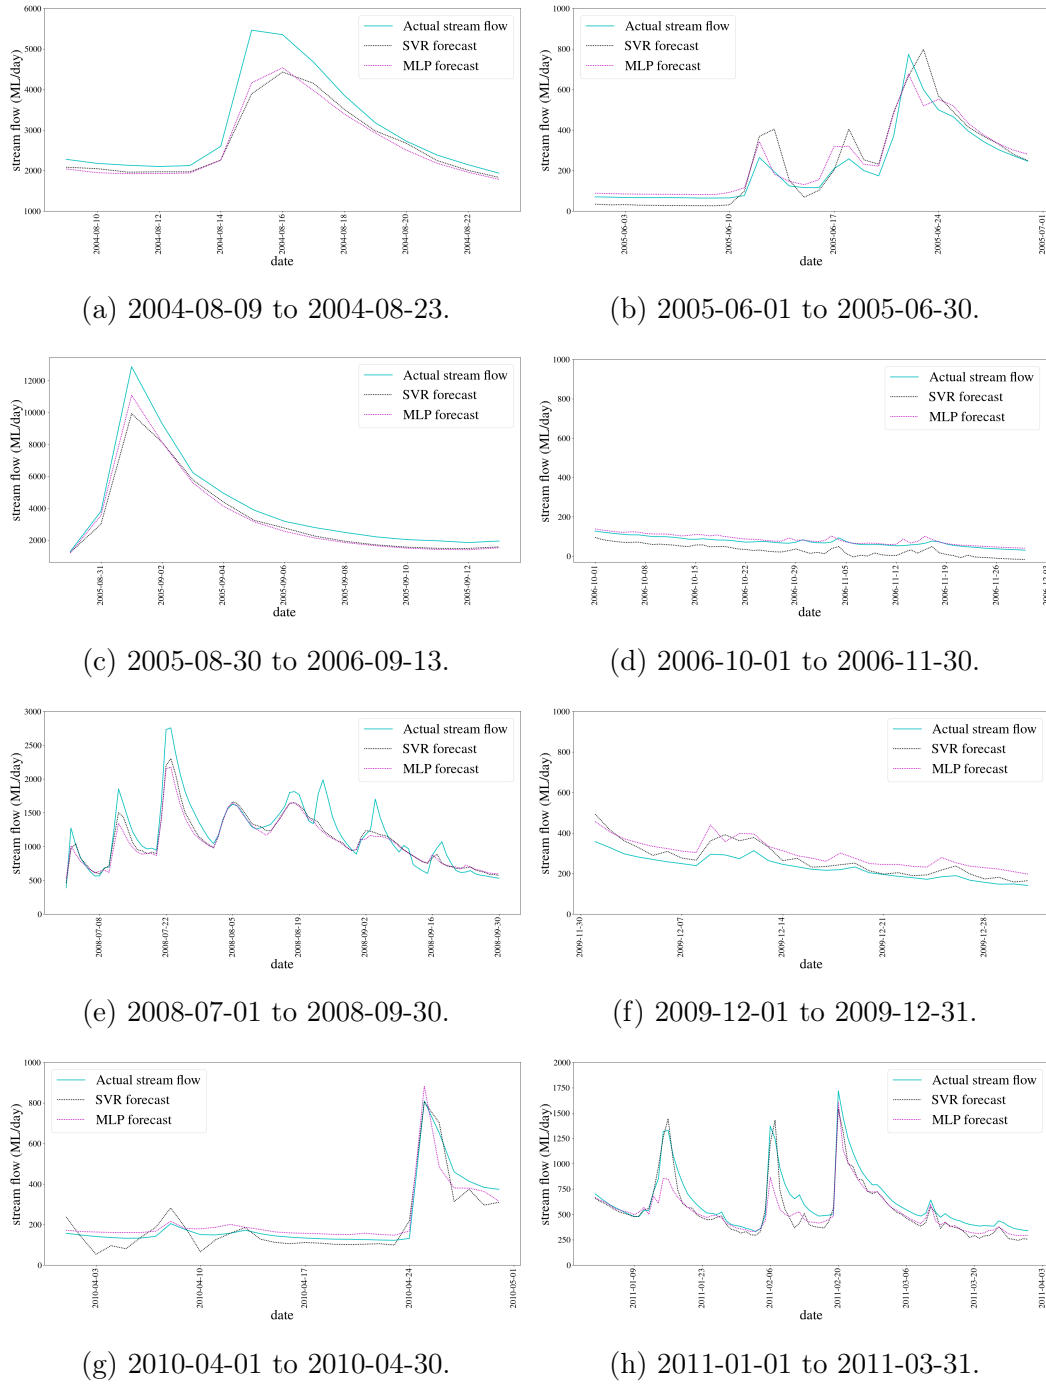 6000
5000
4000
3000
2000
1000
stream flow (ML/day)
Actual stream flow
SVR forecast
MLP forecast
2004-08-10
2004-08-12
2004-08-14
2004-08-16
2004-08-18
2004-08-20
2004-08-22
date
(a) 2004-08-09 to 2004-08-23.
1000
800
600
400
200
0
stream flow (ML/day)
Actual stream flow
SVR forecast
MLP forecast
2005-06-03
2005-06-10
2005-06-17
2005-06-24
2005-07-01
date
(b) 2005-06-01 to 2005-06-30.
12000
10000
8000
6000
4000
2000
stream flow (ML/day)
Actual stream flow
SVR forecast
MLP forecast
2005-08-31
2005-09-02
2005-09-04
2005-09-06
2005-09-08
2005-09-10
2005-09-12
date
(c) 2005-08-30 to 2006-09-13.
1000
800
600
400
200
0
stream flow (ML/day)
Actual stream flow
SVR forecast
MLP forecast
2006-10-01
2006-10-08
2006-10-15
2006-10-22
2006-10-29
2006-11-05
2006-11-12
2006-11-19
2006-11-26
date
(d) 2006-10-01 to 2006-11-30.
3000
2500
2000
1500
1000
500
0
stream flow (ML/day)
Actual stream flow
SVR forecast
MLP forecast
2008-07-08
2008-07-22
2008-08-05
2008-08-19
2008-09-02
2008-09-16
2008-09-30
date
(e) 2008-07-01 to 2008-09-30.
1000
800
600
400
200
0
stream flow (ML/day)
Actual stream flow
SVR forecast
MLP forecast
2009-11-30
2009-12-07
2009-12-14
2009-12-21
2009-12-28
date
(f) 2009-12-01 to 2009-12-31.
1000
800
600
400
200
0
stream flow (ML/day)
Actual stream flow
SVR forecast
MLP forecast
2010-04-03
2010-04-10
2010-04-17
2010-04-24
2010-05-01
date
(g) 2010-04-01 to 2010-04-30.
2000
1750
1500
1250
1000
750
500
250
0
stream flow (ML/day)
Actual stream flow
SVR forecast
MLP forecast
2011-01-09
2011-01-23
2011-02-06
2011-02-20
2011-03-06
2011-03-20
2011-04-03
date
(h) 2011-01-01 to 2011-03-31.